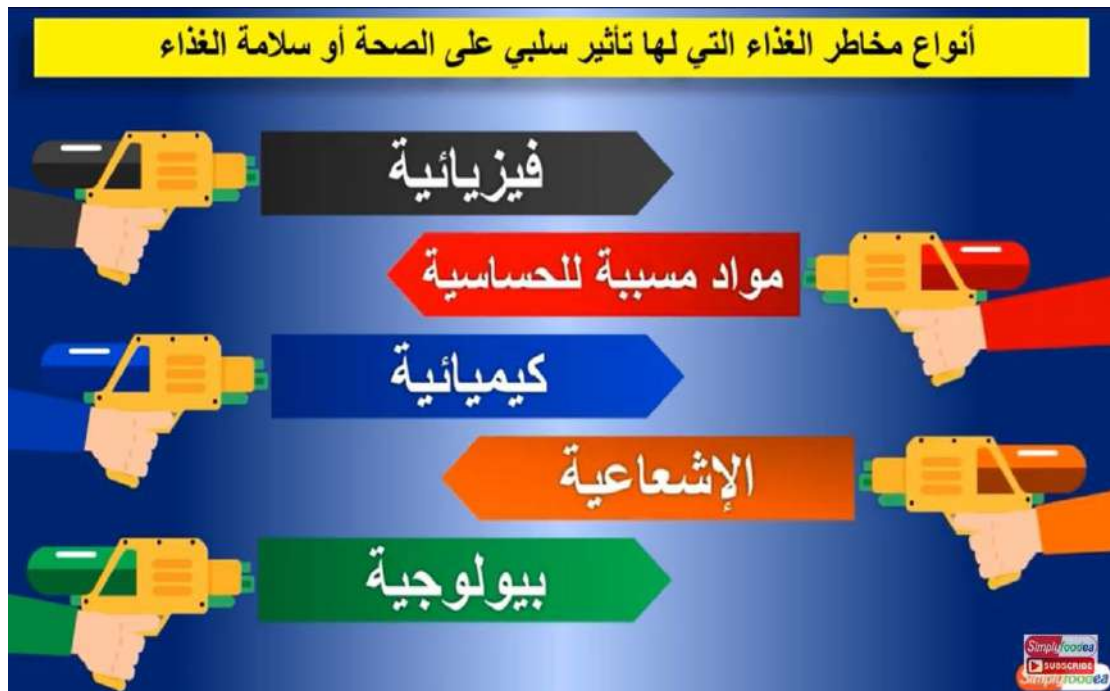 أنواع مخاطر الغذاء التي لها تأثير سلبي على الصحة أو سلامة الغذاء
فيزيائية
مواد مسببة للحساسية
كيميائية
الإشعاعية
بيولوجية
Simplyfoodea
SUBSCRIBE
Simplyfoodea